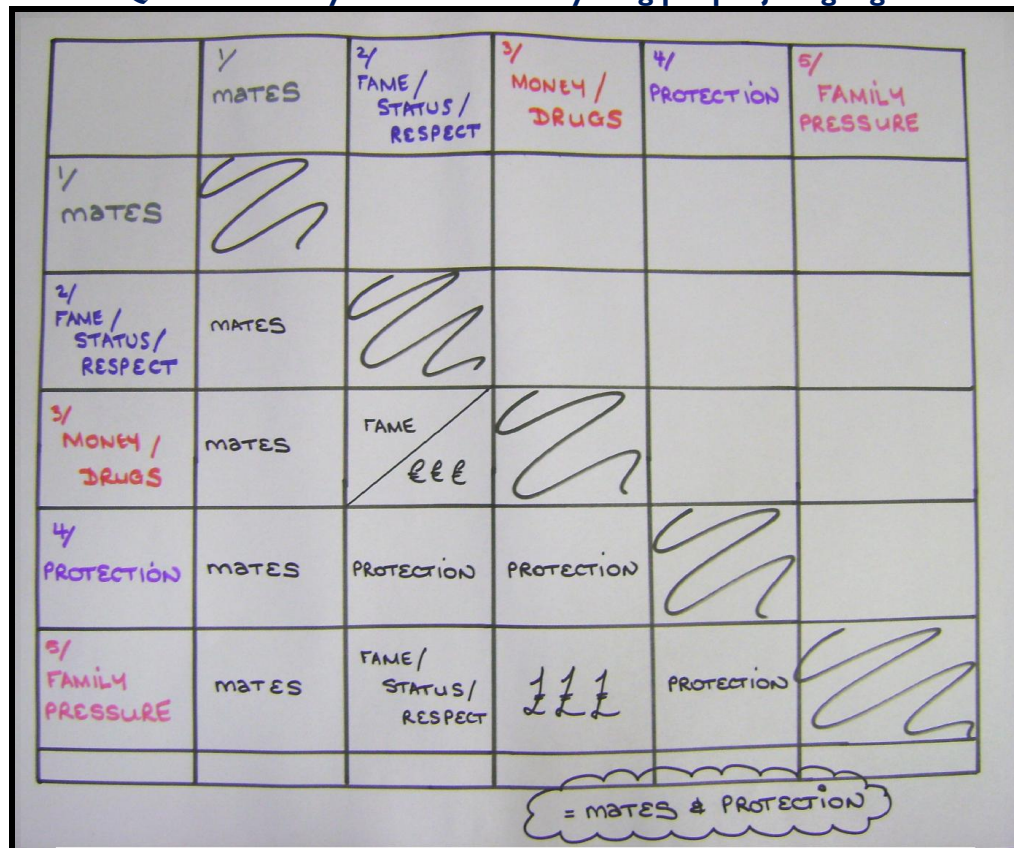 1/
MATES
2/
FAME/
STATUS/
RESPECT
3/
MONEY/
DRUGS
4/
PROTECTION
5/
FAMILY
PRESSURE
1/
MATES
2/
FAME/
STATUS/
RESPECT
MATES
3/
MONEY/
DRUGS
MATES
FAME
€€€
4/
PROTECTION
MATES
PROTECTION
PROTECTION
5/
FAMILY
PRESSURE
MATES
FAME/
STATUS/
RESPECT
£££
PROTECTION
= MATES & PROTECTION